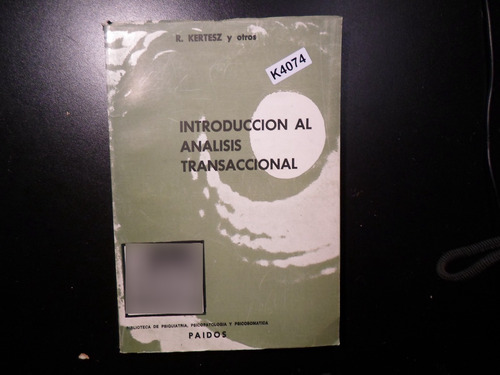 R. KERTESZ y otros
K4074
INTRODUCCION AL
ANALISIS
TRANSACCIONAL
BIBLIOTECA DE PSIQUIATRIA, PSICOPATOLOGIA Y PSICOSOMATICA
PAIDOS